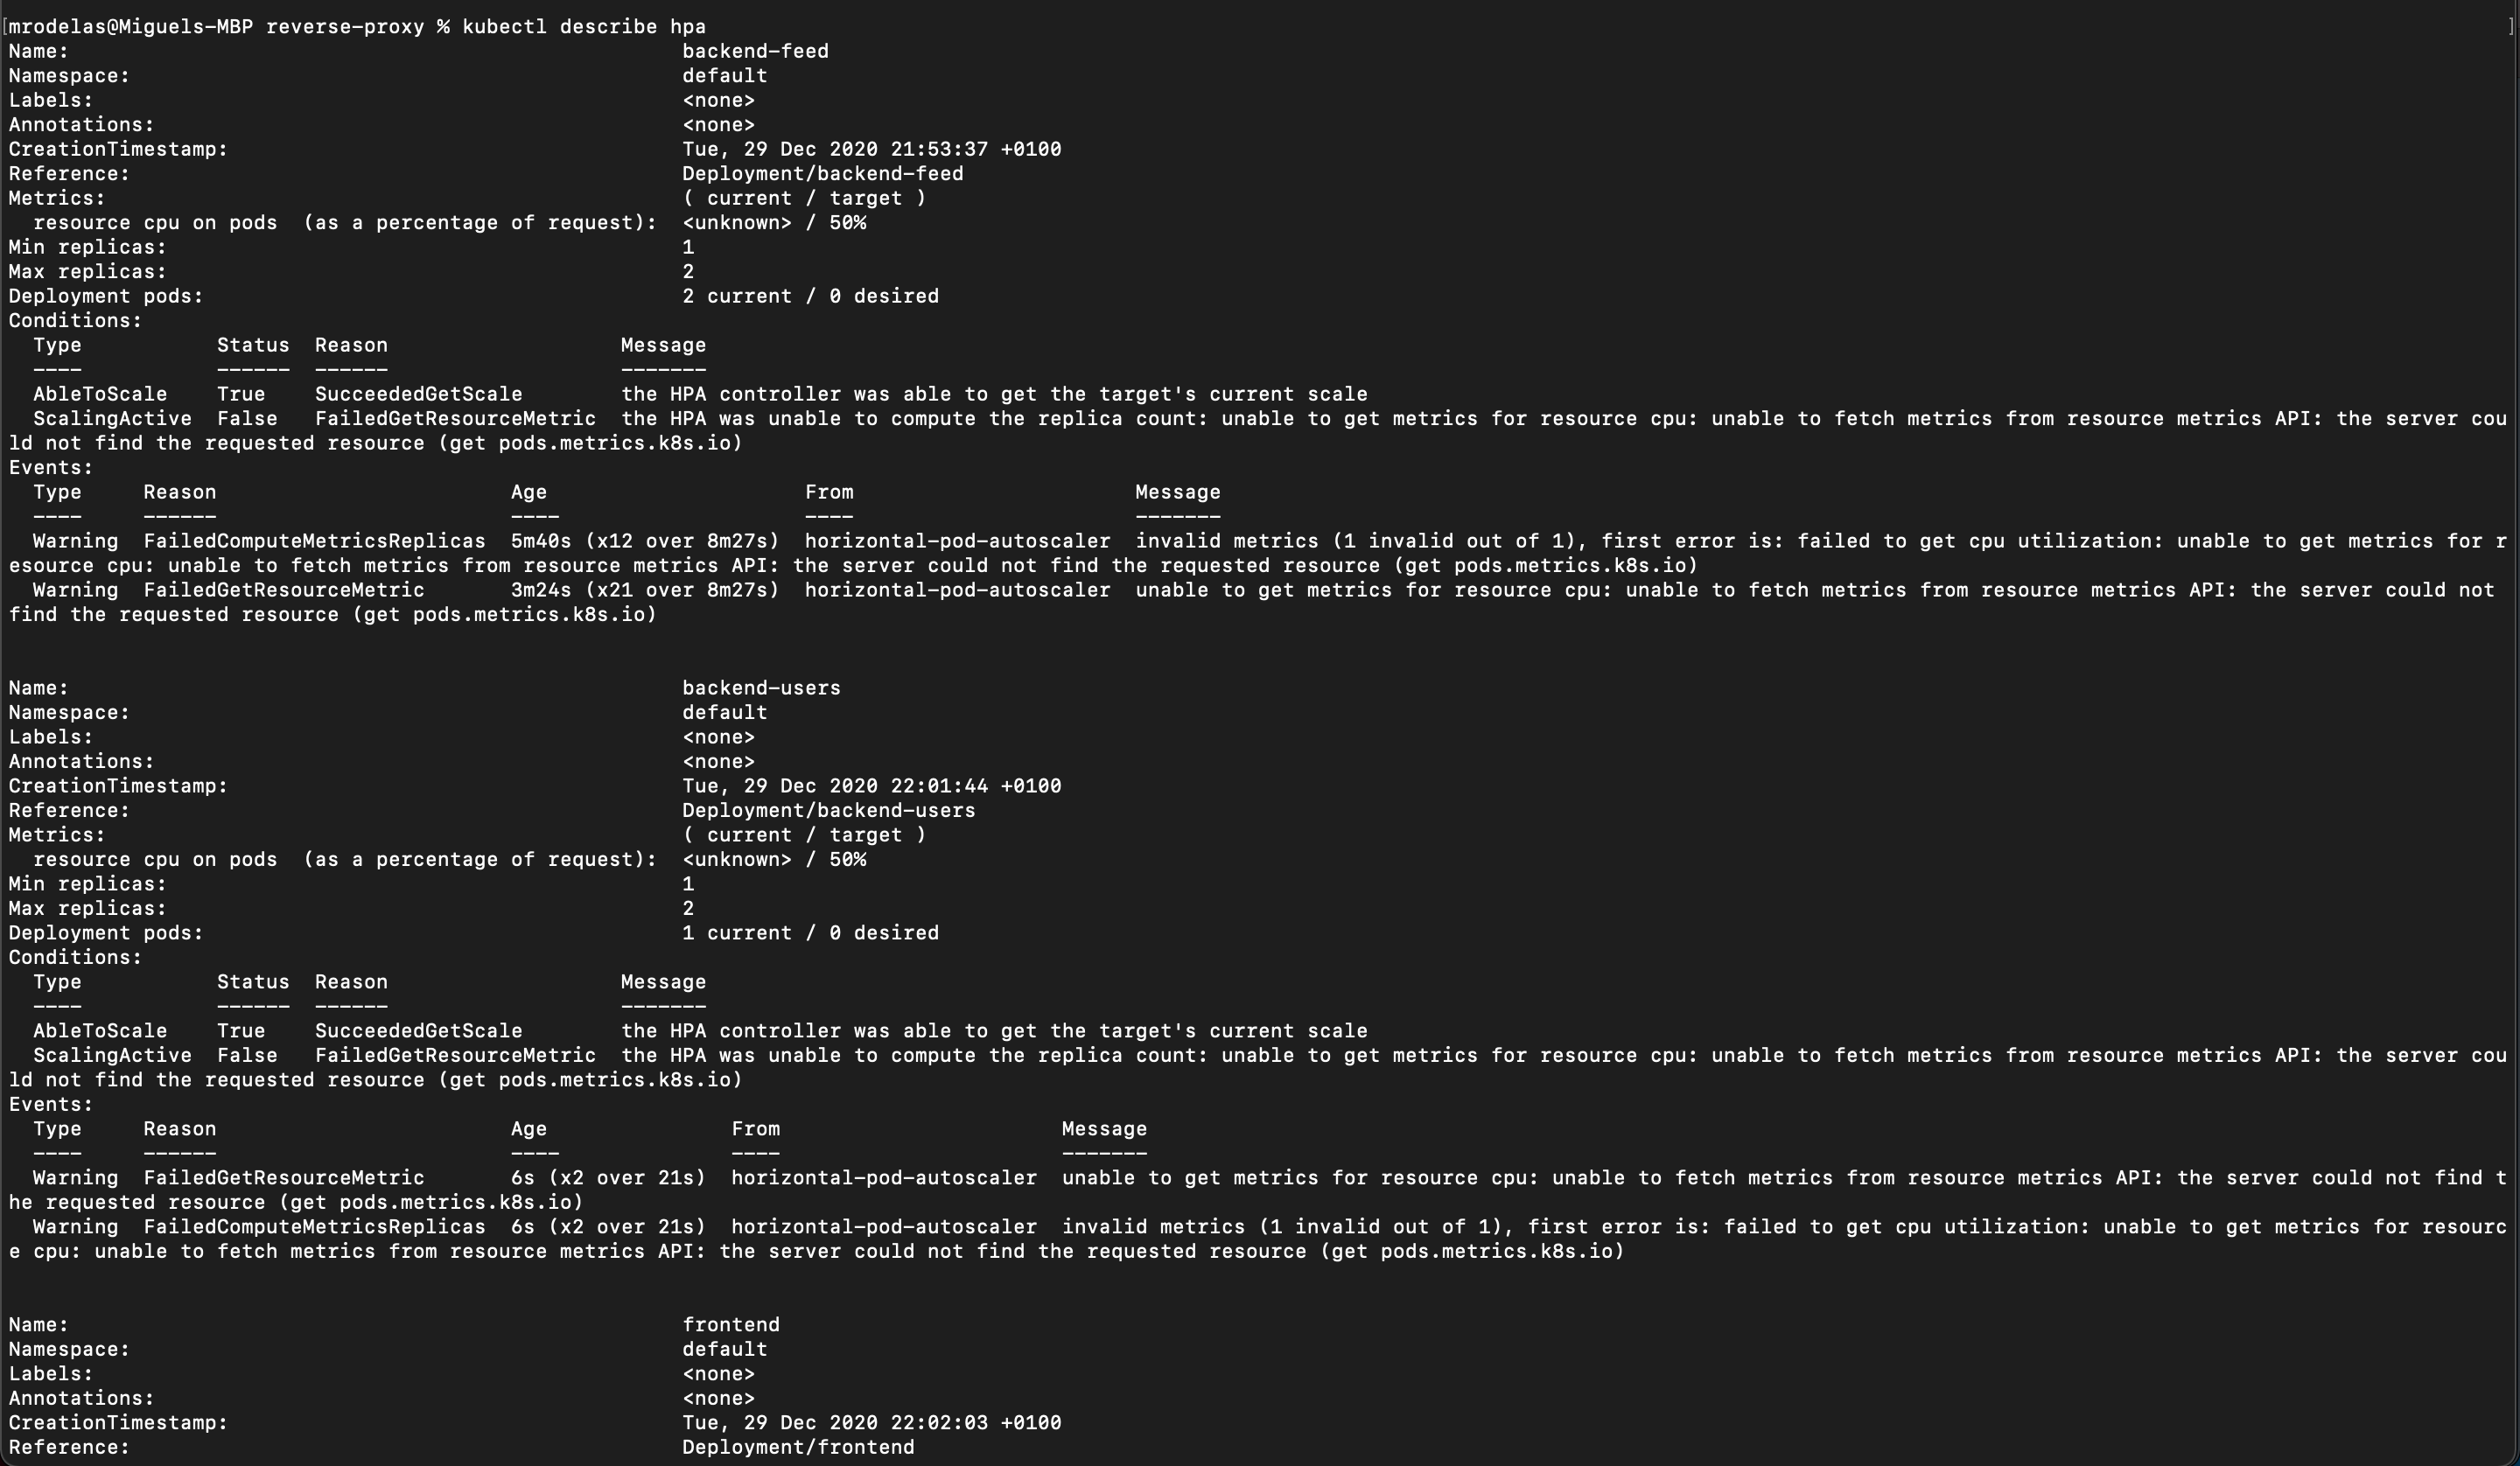 [mrodelas@Miguels-MBP reverse-proxy % kubectl describe hpa ]
Name: backend-feed
Namespace: default
Labels: <none>
Annotations: <none>
CreationTimestamp: Tue, 29 Dec 2020 21:53:37 +0100
Reference: Deployment/backend-feed
Metrics: ( current / target )
  resource cpu on pods  (as a percentage of request):  <unknown> / 50%
Min replicas: 1
Max replicas: 2
Deployment pods: 2 current / 0 desired
Conditions:
  Type           Status  Reason                   Message
  ----           ------  ------                   -------
  AbleToScale    True    SucceededGetScale        the HPA controller was able to get the target's current scale
  ScalingActive  False   FailedGetResourceMetric  the HPA was unable to compute the replica count: unable to get metrics for resource cpu: unable to fetch metrics from resource metrics API: the server cou
ld not find the requested resource (get pods.metrics.k8s.io)
Events:
  Type     Reason                        Age                     From                       Message
  ----     ------                        ----                    ----                       -------
  Warning  FailedComputeMetricsReplicas  5m40s (x12 over 8m27s)  horizontal-pod-autoscaler  invalid metrics (1 invalid out of 1), first error is: failed to get cpu utilization: unable to get metrics for r
esource cpu: unable to fetch metrics from resource metrics API: the server could not find the requested resource (get pods.metrics.k8s.io)
  Warning  FailedGetResourceMetric       3m24s (x21 over 8m27s)  horizontal-pod-autoscaler  unable to get metrics for resource cpu: unable to fetch metrics from resource metrics API: the server could not
find the requested resource (get pods.metrics.k8s.io)
Name: backend-users
Namespace: default
Labels: <none>
Annotations: <none>
CreationTimestamp: Tue, 29 Dec 2020 22:01:44 +0100
Reference: Deployment/backend-users
Metrics: ( current / target )
  resource cpu on pods  (as a percentage of request):  <unknown> / 50%
Min replicas: 1
Max replicas: 2
Deployment pods: 1 current / 0 desired
Conditions:
  Type           Status  Reason                   Message
  ----           ------  ------                   -------
  AbleToScale    True    SucceededGetScale        the HPA controller was able to get the target's current scale
  ScalingActive  False   FailedGetResourceMetric  the HPA was unable to compute the replica count: unable to get metrics for resource cpu: unable to fetch metrics from resource metrics API: the server cou
ld not find the requested resource (get pods.metrics.k8s.io)
Events:
  Type     Reason                        Age               From                       Message
  ----     ------                        ----              ----                       -------
  Warning  FailedGetResourceMetric       6s (x2 over 21s)  horizontal-pod-autoscaler  unable to get metrics for resource cpu: unable to fetch metrics from resource metrics API: the server could not find t
he requested resource (get pods.metrics.k8s.io)
  Warning  FailedComputeMetricsReplicas  6s (x2 over 21s)  horizontal-pod-autoscaler  invalid metrics (1 invalid out of 1), first error is: failed to get cpu utilization: unable to get metrics for resourc
e cpu: unable to fetch metrics from resource metrics API: the server could not find the requested resource (get pods.metrics.k8s.io)
Name: frontend
Namespace: default
Labels: <none>
Annotations: <none>
CreationTimestamp: Tue, 29 Dec 2020 22:02:03 +0100
Reference: Deployment/frontend